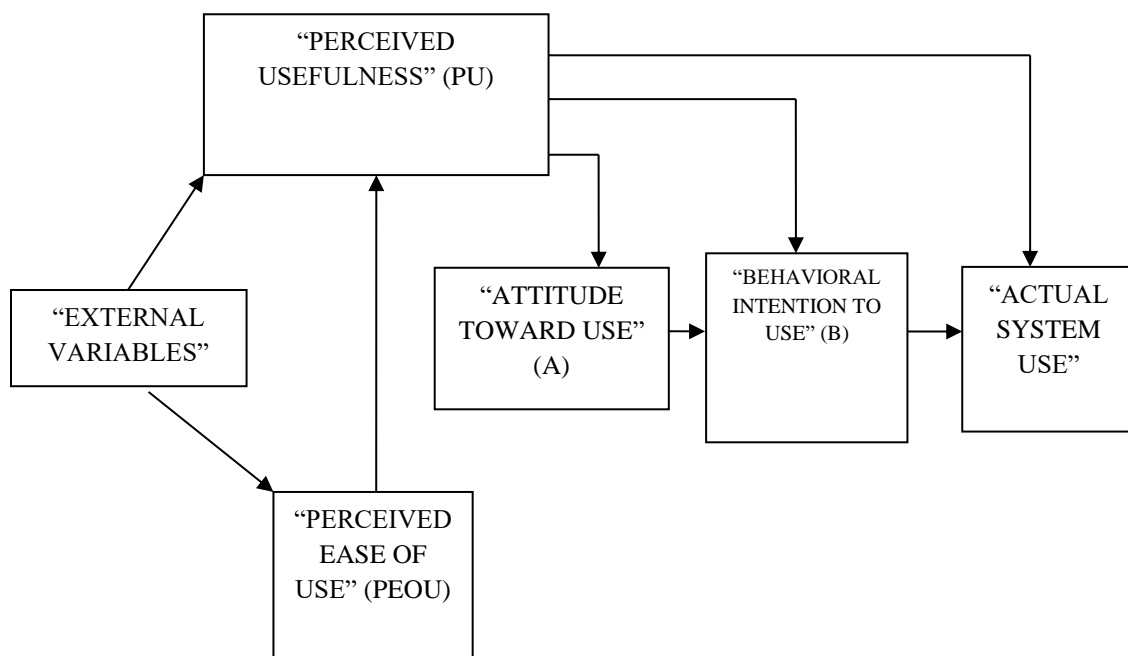 “PERCEIVED
USEFULNESS” (PU)
“EXTERNAL
VARIABLES”
“ATTITUDE
TOWARD USE”
(A)
“BEHAVIORAL
INTENTION TO
USE” (B)
“ACTUAL
SYSTEM
USE”
“PERCEIVED
EASE OF
USE” (PEOU)